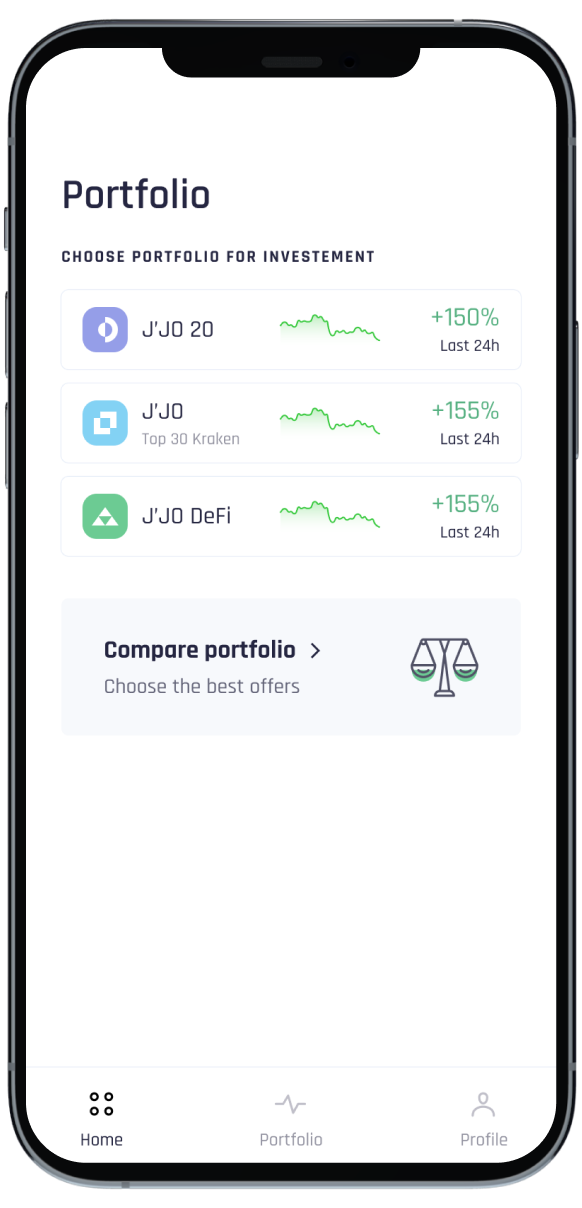 Portfolio
CHOOSE PORTFOLIO FOR INVESTEMENT
J'JO 20
+150%
Last 24h
J'JO
Top 30 Kraken
+155%
Last 24h
J'JO DeFi
+155%
Last 24h
Compare portfolio >
Choose the best offers
Home
Portfolio
Profile